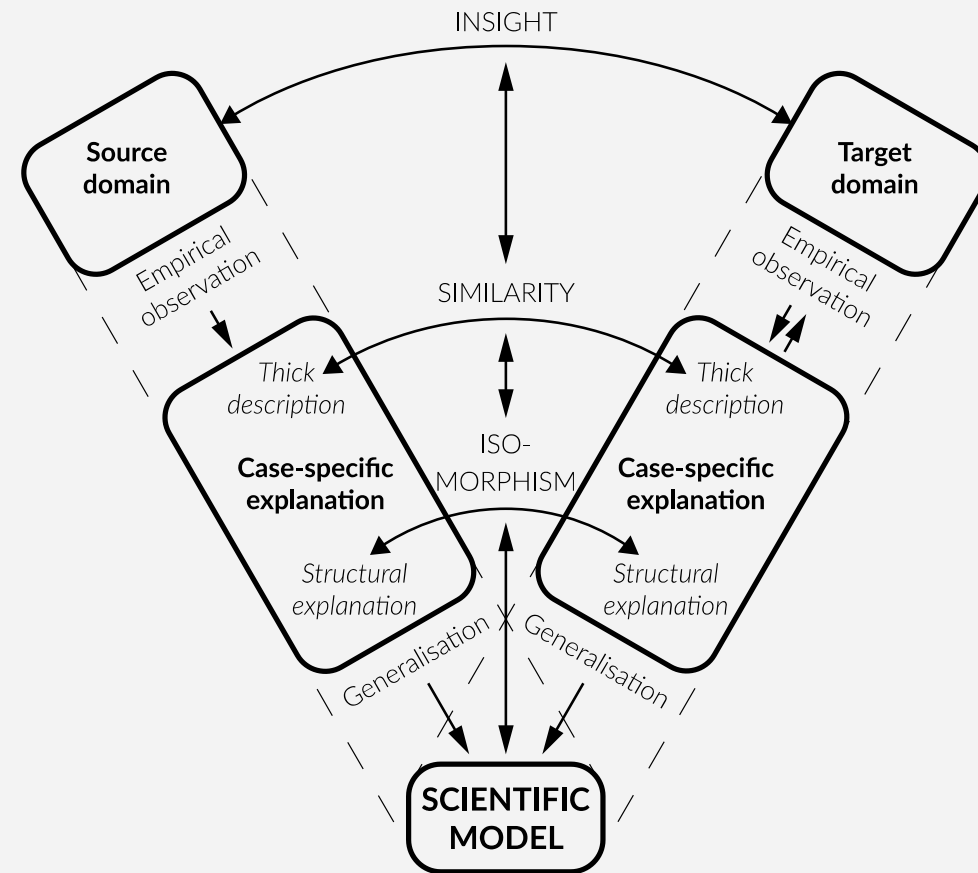 INSIGHT
Source
domain
Target
domain
Empirical
observation
Empirical
observation
SIMILARITY
Thick
description
Thick
description
ISO-
MORPHISM
Case-specific
explanation
Case-specific
explanation
Structural
explanation
Structural
explanation
Generalisation
Generalisation
SCIENTIFIC
MODEL